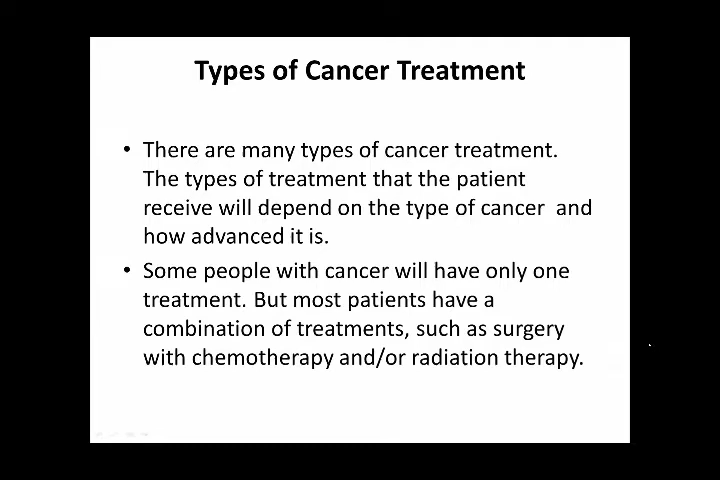 Types of Cancer Treatment
• There are many types of cancer treatment.
The types of treatment that the patient
receive will depend on the type of cancer and
how advanced it is.
• Some people with cancer will have only one
treatment. But most patients have a
combination of treatments, such as surgery
with chemotherapy and/or radiation therapy.